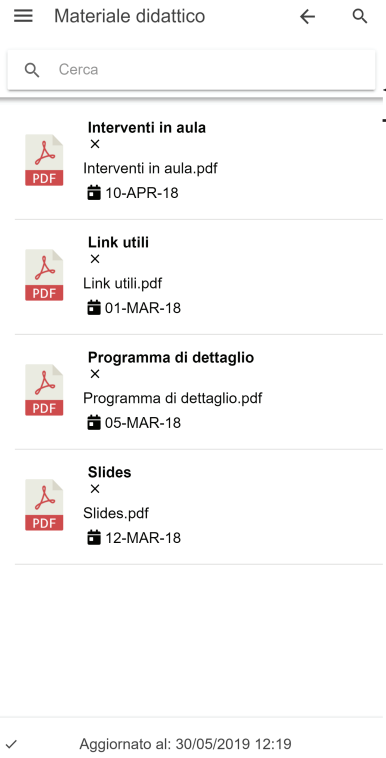 Materiale didattico
Cerca
Interventi in aula
PDF
Interventi in aula.pdf
10-APR-18
Link utili
PDF
Link utili.pdf
01-MAR-18
Programma di dettaglio
PDF
Programma di dettaglio.pdf
05-MAR-18
Slides
PDF
Slides.pdf
12-MAR-18
Aggiornato al: 30/05/2019 12:19